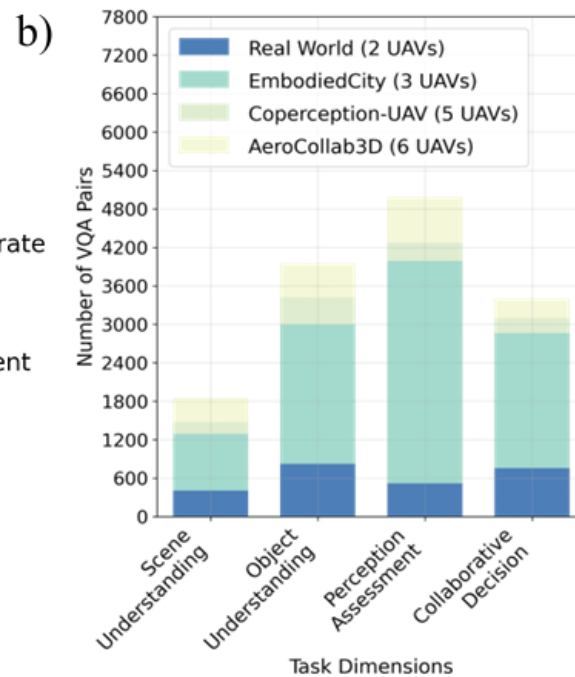 b)
rate
ent
Number of VQA Pairs
7800
7200
6600
6000
5400
4800
4200
3600
3000
2400
1800
1200
600
0
Real World (2 UAVs)
EmbodiedCity (3 UAVs)
Coperception-UAV (5 UAVs)
AeroCollab3D (6 UAVs)
Scene
Understanding
Object
Understanding
Perception
Assessment
Collaborative
Decision
Task Dimensions